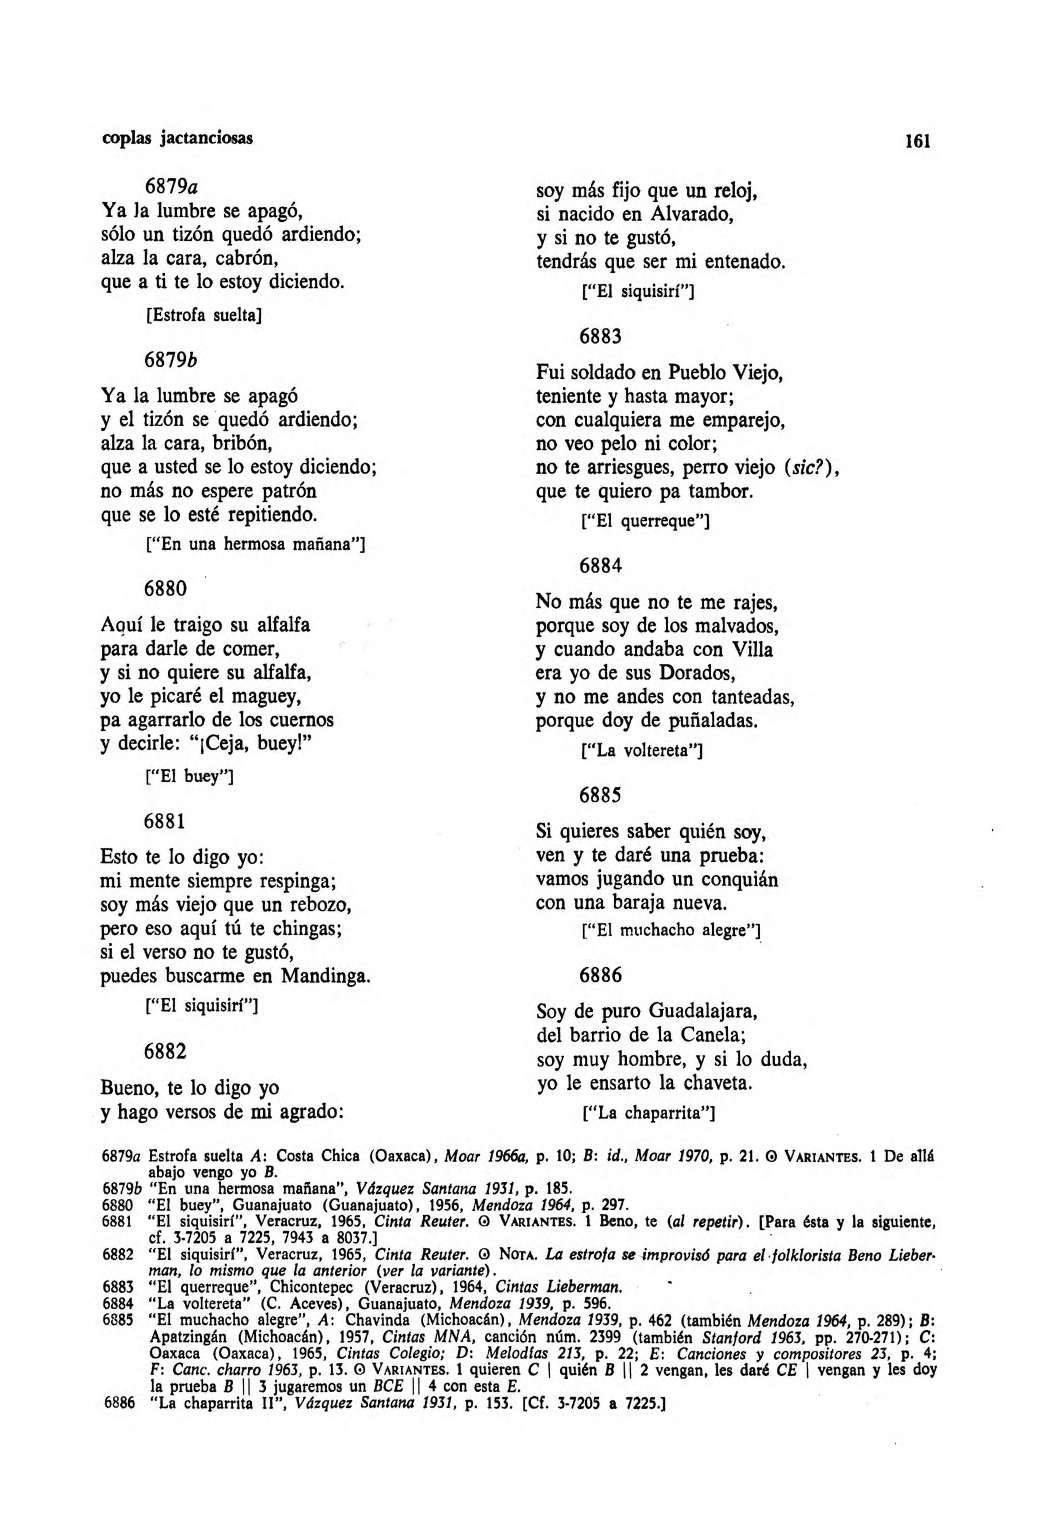 coplas jactanciosas
161
6879a
Ya la lumbre se apagó,
sólo un tizón quedó ardiendo;
alza la cara, cabrón,
que a ti te lo estoy diciendo.
[Estrofa suelta]
6879b
Ya la lumbre se apagó
y el tizón se quedó ardiendo;
alza la cara, bribón,
que a usted se lo estoy diciendo;
no más no espere patrón
que se lo esté repitiendo.
["En una hermosa mañana"]
6880
Aquí le traigo su alfalfa
para darle de comer,
y si no quiere su alfalfa,
yo le picaré el maguey,
pa agarrarlo de los cuernos
y decirle: "¡Ceja, buey!"
["El buey"]
6881
Esto te lo digo yo:
mi mente siempre respinga;
soy más viejo que un rebozo,
pero eso aquí tú te chingas;
si el verso no te gustó,
puedes buscarme en Mandinga.
["El siquisirí"]
6882
Bueno, te lo digo yo
y hago versos de mi agrado:
soy más fijo que un reloj,
si nacido en Alvarado,
y si no te gustó,
tendrás que ser mi entenado.
["El siquisirí"]
6883
Fui soldado en Pueblo Viejo,
teniente y hasta mayor;
con cualquiera me emparejo,
no veo pelo ni color;
no te arriesgues, perro viejo (sic?),
que te quiero pa tambor.
["El querreque"]
6884
No más que no te me rajes,
porque soy de los malvados,
y cuando andaba con Villa
era yo de sus Dorados,
y no me andes con tanteadas,
porque doy de puñaladas.
["La voltereta"]
6885
Si quieres saber quién soy,
ven y te daré una prueba:
vamos jugando un conquián
con una baraja nueva.
["El muchacho alegre"]
6886
Soy de puro Guadalajara,
del barrio de la Canela;
soy muy hombre, y si lo duda,
yo le ensarto la chaveta.
["La chaparrita"]
6879a Estrofa suelta A: Costa Chica (Oaxaca), Moar 1966a, p. 10; B: id., Moar 1970, p. 21. ⊙ VARIANTES. 1 De allá
abajo vengo yo B.
6879b "En una hermosa mañana", Vázquez Santana 1931, p. 185.
6880 "El buey", Guanajuato (Guanajuato), 1956, Mendoza 1964, p. 297.
6881 "El siquisirí", Veracruz, 1965, Cinta Reuter. ⊙ VARIANTES. 1 Beno, te (al repetir). [Para ésta y la siguiente,
cf. 3-7205 a 7225, 7943 a 8037.]
6882 "El siquisirí", Veracruz, 1965, Cinta Reuter. ⊙ NOTA. La estrofa se improvisó para el folklorista Beno Lieber-
man, lo mismo que la anterior (ver la variante).
6883 "El querreque", Chicontepec (Veracruz), 1964, Cintas Lieberman.
6884 "La voltereta" (C. Aceves), Guanajuato, Mendoza 1939, p. 596.
6885 "El muchacho alegre", A: Chavinda (Michoacán), Mendoza 1939, p. 462 (también Mendoza 1964, p. 289); B:
Apatzingán (Michoacán), 1957, Cintas MNA, canción núm. 2399 (también Stanford 1963, pp. 270-271); C:
Oaxaca (Oaxaca), 1965, Cintas Colegio; D: Melodías 213, p. 22; E: Canciones y compositores 23, p. 4;
F: Canc. charro 1963, p. 13. ⊙ VARIANTES. 1 quieren C | quién B || 2 vengan, les daré CE | vengan y les doy
la prueba B || 3 jugaremos un BCE || 4 con esta E.
6886 "La chaparrita II", Vázquez Santana 1931, p. 153. [Cf. 3-7205 a 7225.]